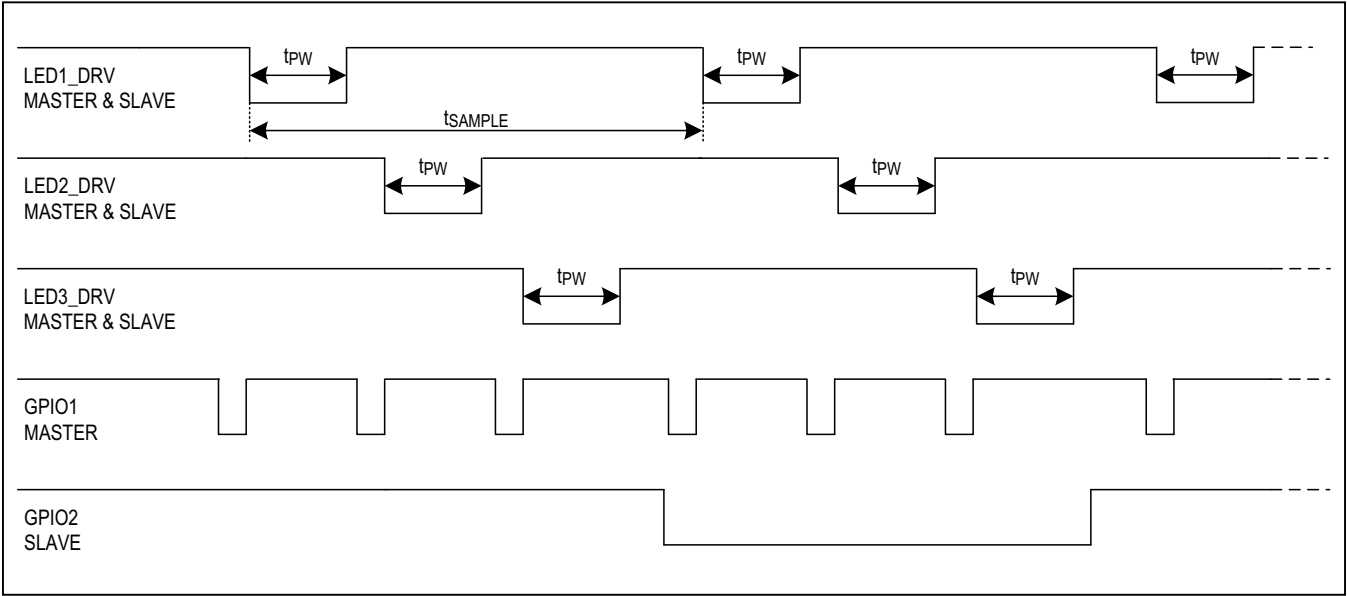 tPW
tPW
tPW
LED1_DRV
MASTER & SLAVE
tSAMPLE
LED2_DRV
MASTER & SLAVE
tPW
tPW
LED3_DRV
MASTER & SLAVE
tPW
tPW
GPIO1
MASTER
GPIO2
SLAVE